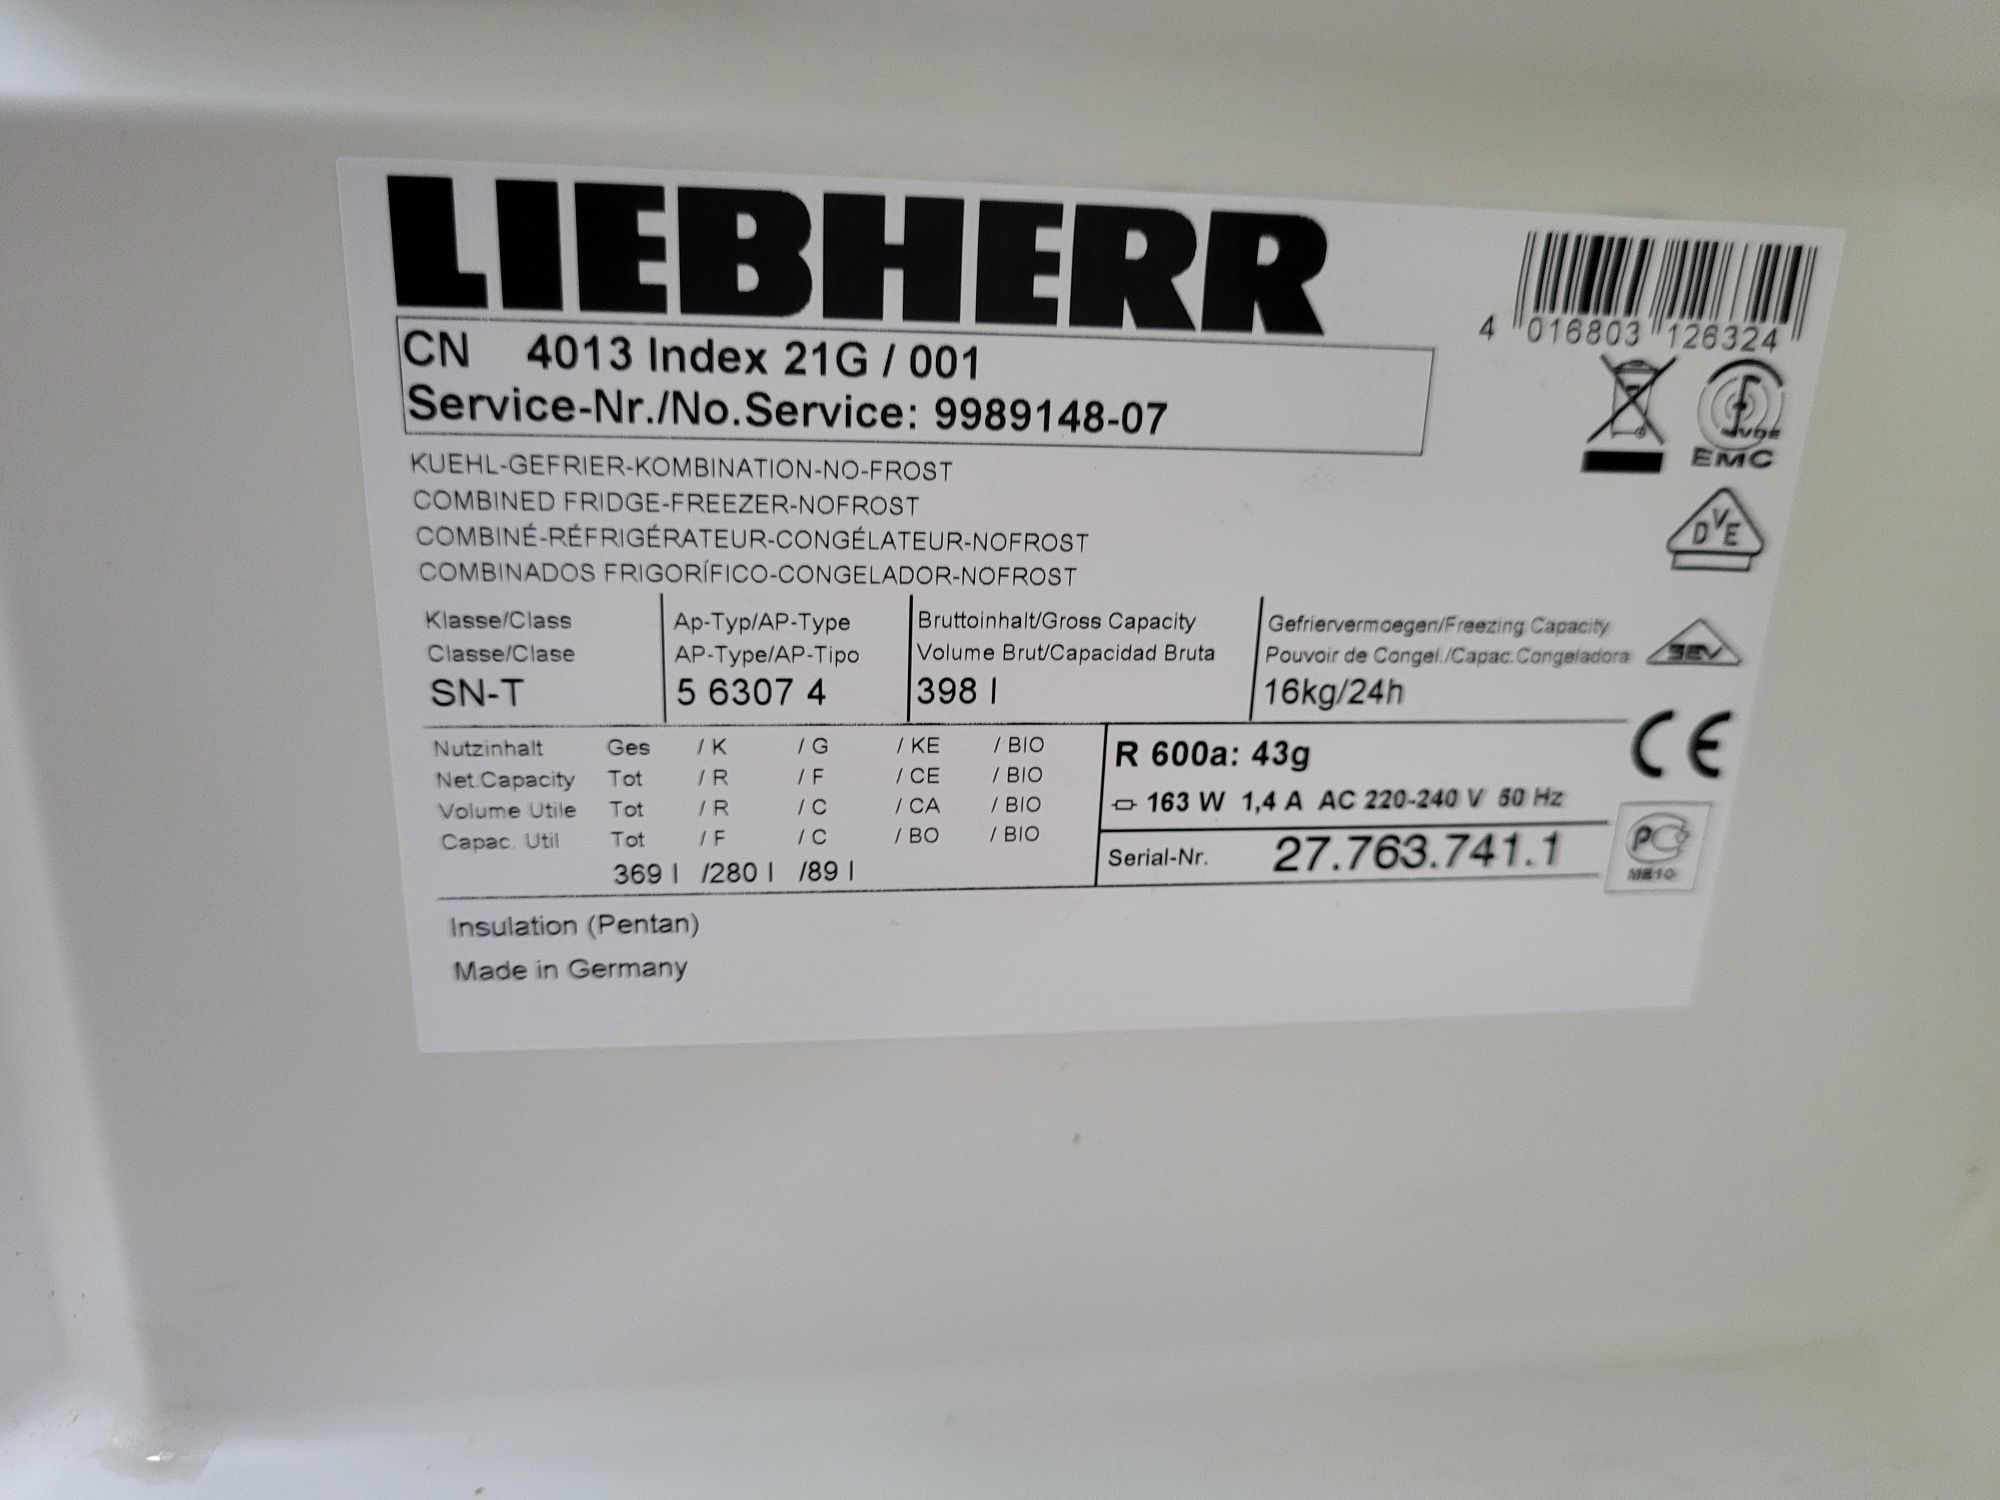 LIEBHERR
4 016803 126324
CN 4013 Index 21G / 001
Service-Nr./No.Service: 9989148-07
VDE
EMC
KUEHL-GEFRIER-KOMBINATION-NO-FROST
COMBINED FRIDGE-FREEZER-NOFROST
COMBINÉ-RÉFRIGÉRATEUR-CONGÉLATEUR-NOFROST
COMBINADOS FRIGORÍFICO-CONGELADOR-NOFROST
DVE
Klasse/Class Ap-Typ/AP-Type Bruttoinhalt/Gross Capacity Gefriervermoegen/Freezing Capacity
Classe/Clase AP-Type/AP-Tipo Volume Brut/Capacidad Bruta Pouvoir de Congel./Capac.Congeladora
SEV
SN-T 5 6307 4 398 l 16kg/24h
CE
Nutzinhalt Ges / K / G / KE / BIO
Net.Capacity Tot / R / F / CE / BIO
Volume Utile Tot / R / C / CA / BIO
Capac. Util Tot / F / C / BO / BIO
369 l /280 l /89 l
R 600a: 43g
163 W 1,4 A AC 220-240 V 50 Hz
Serial-Nr. 27.763.741.1
ME10
Insulation (Pentan)
Made in Germany